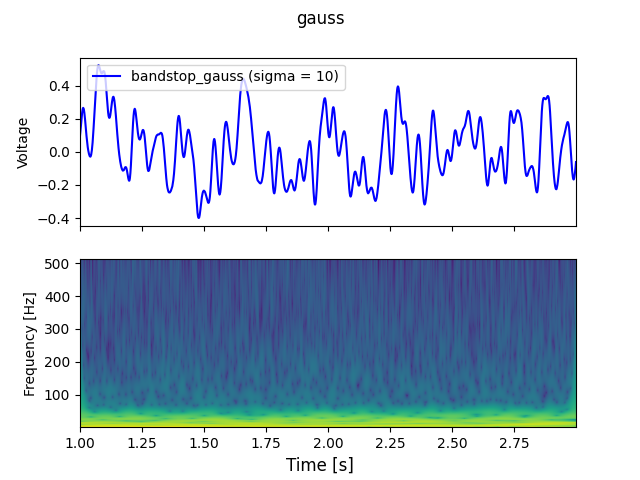 gauss
bandstop_gauss (sigma = 10)
Voltage
0.4
0.2
0.0
−0.2
−0.4
Frequency [Hz]
500
400
300
200
100
1.00 1.25 1.50 1.75 2.00 2.25 2.50 2.75
Time [s]